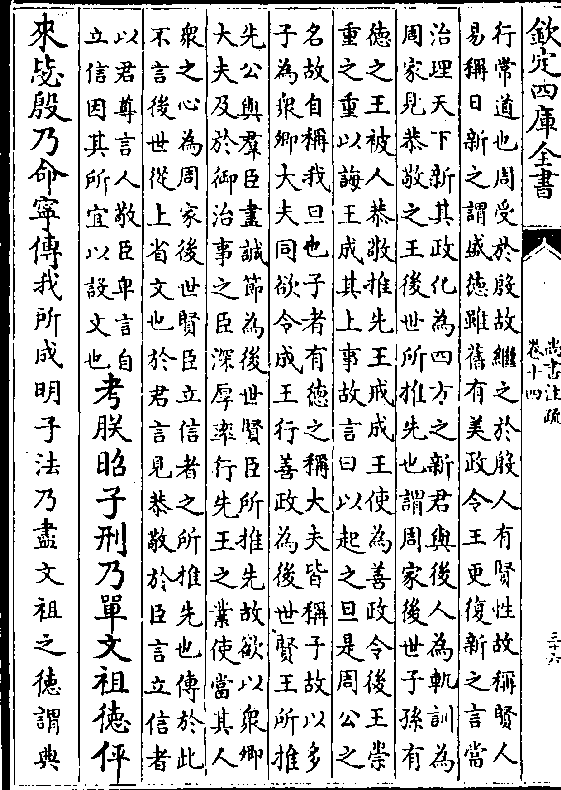 欽定四庫全書
尚書注疏
卷十四
三十六
行常道也周受於殷故繼之於殷人有賢性故稱賢人
易稱日新之謂盛德雖舊有美政令王更復新之言當
治理天下新其政化為四方之新君與後人為軌訓為
周家見恭敬之王後世所推先也謂周家後世子孫有
德之王被人恭敬推先王戒成王使為善政令後王崇
重之重以誨王成其上事故言曰以起之旦是周公之
名故自稱我旦也子者有德之稱大夫皆稱子故以多
子為衆卿大夫同欲令成王行善政為後世賢王所推
先公與羣臣盡誠節為後世賢臣所推先故欲以衆卿
大夫及於御治事之臣深厚率行先王之業使當其人
衆之心為周家後世賢臣立信者之所推先也傳於此
不言後世從上省文也於君言見恭敬於臣言立信者
以君尊言人敬臣卑言自
立信因其所宜以設文也
考朕昭子刑乃單文祖德伻
來毖殷乃命寧傳我所成明子法乃盡文祖之德謂典